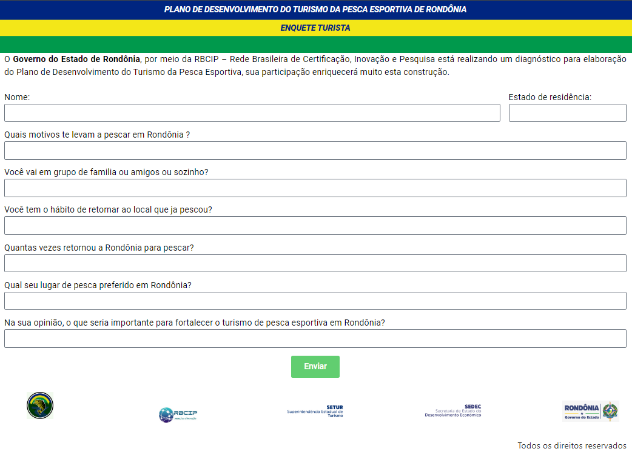 PLANO DE DESENVOLVIMENTO DO TURISMO DA PESCA ESPORTIVA DE RONDÔNIA
ENQUETE TURISTA
O Governo do Estado de Rondônia, por meio da RBCIP – Rede Brasileira de Certificação, Inovação e Pesquisa está realizando um diagnóstico para elaboração
do Plano de Desenvolvimento do Turismo da Pesca Esportiva, sua participação enriquecerá muito esta construção.
Nome: Estado de residência:
Quais motivos te levam a pescar em Rondônia ?
Você vai em grupo de família ou amigos ou sozinho?
Você tem o hábito de retornar ao local que ja pescou?
Quantas vezes retornou a Rondônia para pescar?
Qual seu lugar de pesca preferido em Rondônia?
Na sua opinião, o que seria importante para fortalecer o turismo de pesca esportiva em Rondônia?
Enviar
RBCIP
SETUR
Superintendência Estadual de
Turismo
SEDEC
Secretaria de Estado do
Desenvolvimento Econômico
RONDÔNIA
Governo do Estado
Todos os direitos reservados